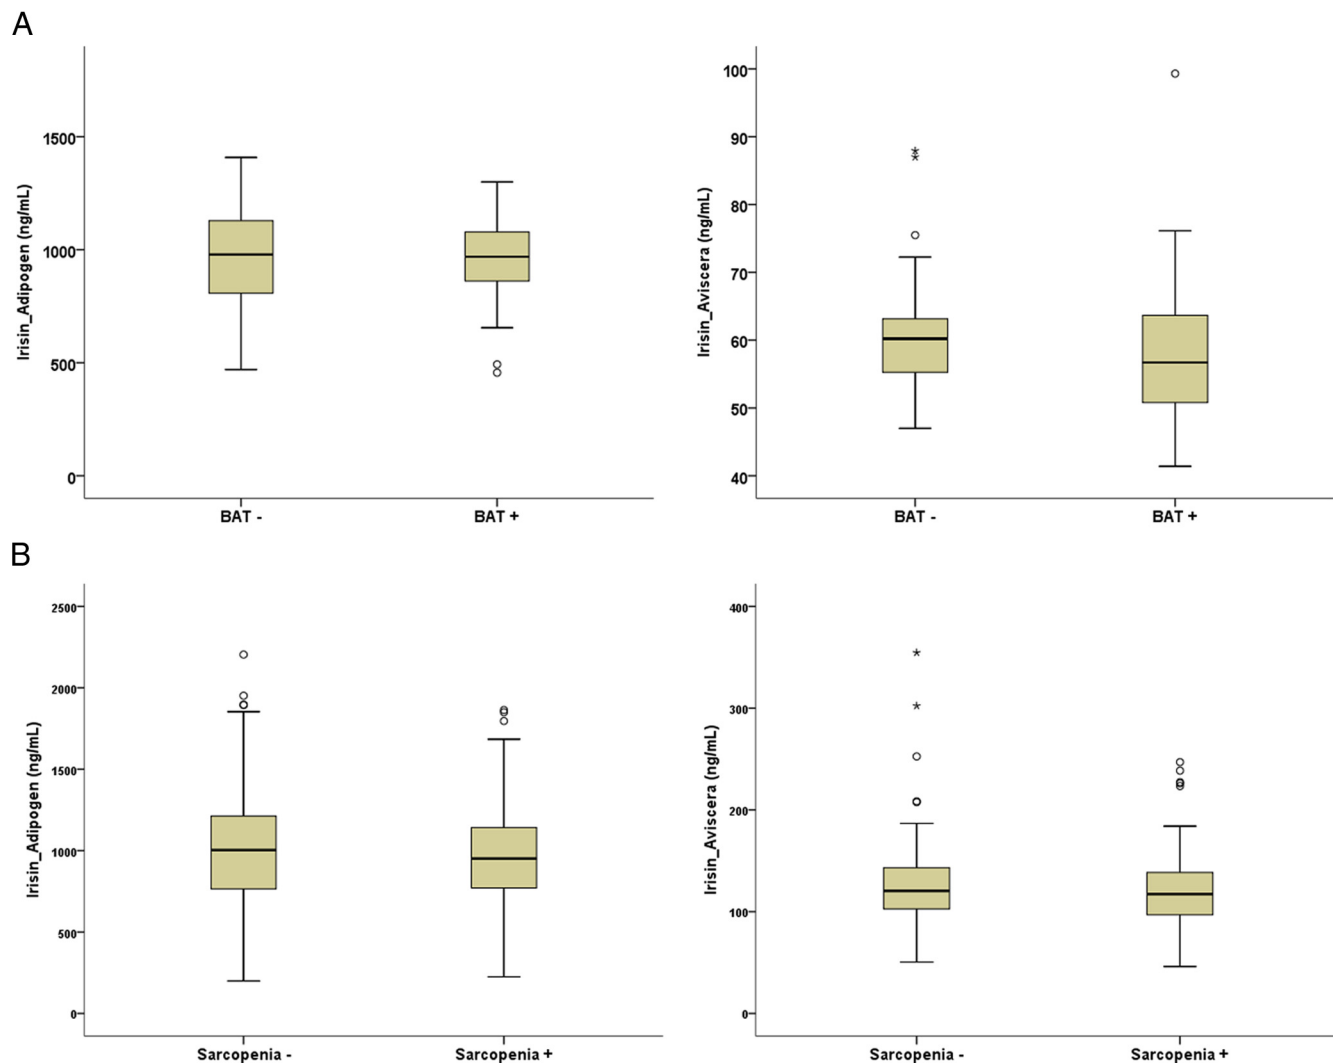 A
1500
1000
500
0
Irisin_Adipogen (ng/mL)
BAT -
BAT +
100
90
80
70
60
50
40
Irisin_Aviscera (ng/mL)
BAT -
BAT +
B
2500
2000
1500
1000
500
0
Irisin_Adipogen (ng/mL)
Sarcopenia -
Sarcopenia +
400
300
200
100
0
Irisin_Aviscera (ng/mL)
Sarcopenia -
Sarcopenia +